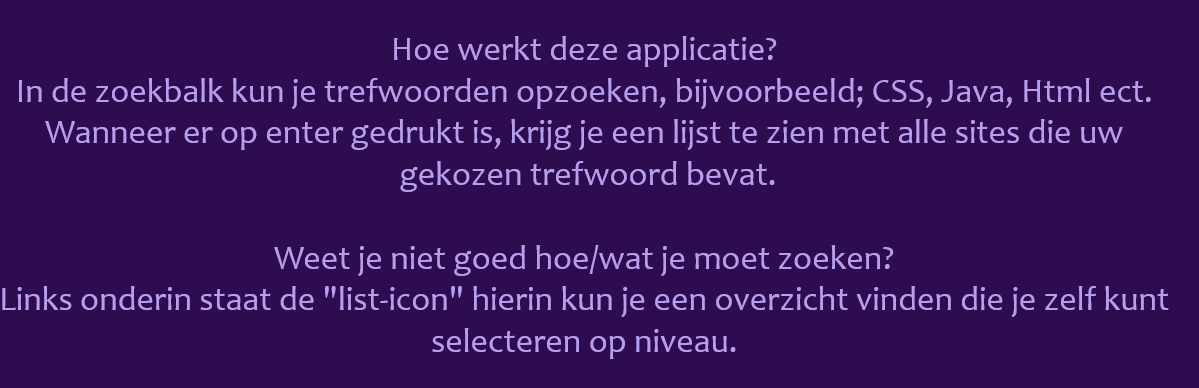 Hoe werkt deze applicatie?
In de zoekbalk kun je trefwoorden opzoeken, bijvoorbeeld; CSS, Java, Html ect.
Wanneer er op enter gedrukt is, krijg je een lijst te zien met alle sites die uw
gekozen trefwoord bevat.
Weet je niet goed hoe/wat je moet zoeken?
Links onderin staat de "list-icon" hierin kun je een overzicht vinden die je zelf kunt
selecteren op niveau.